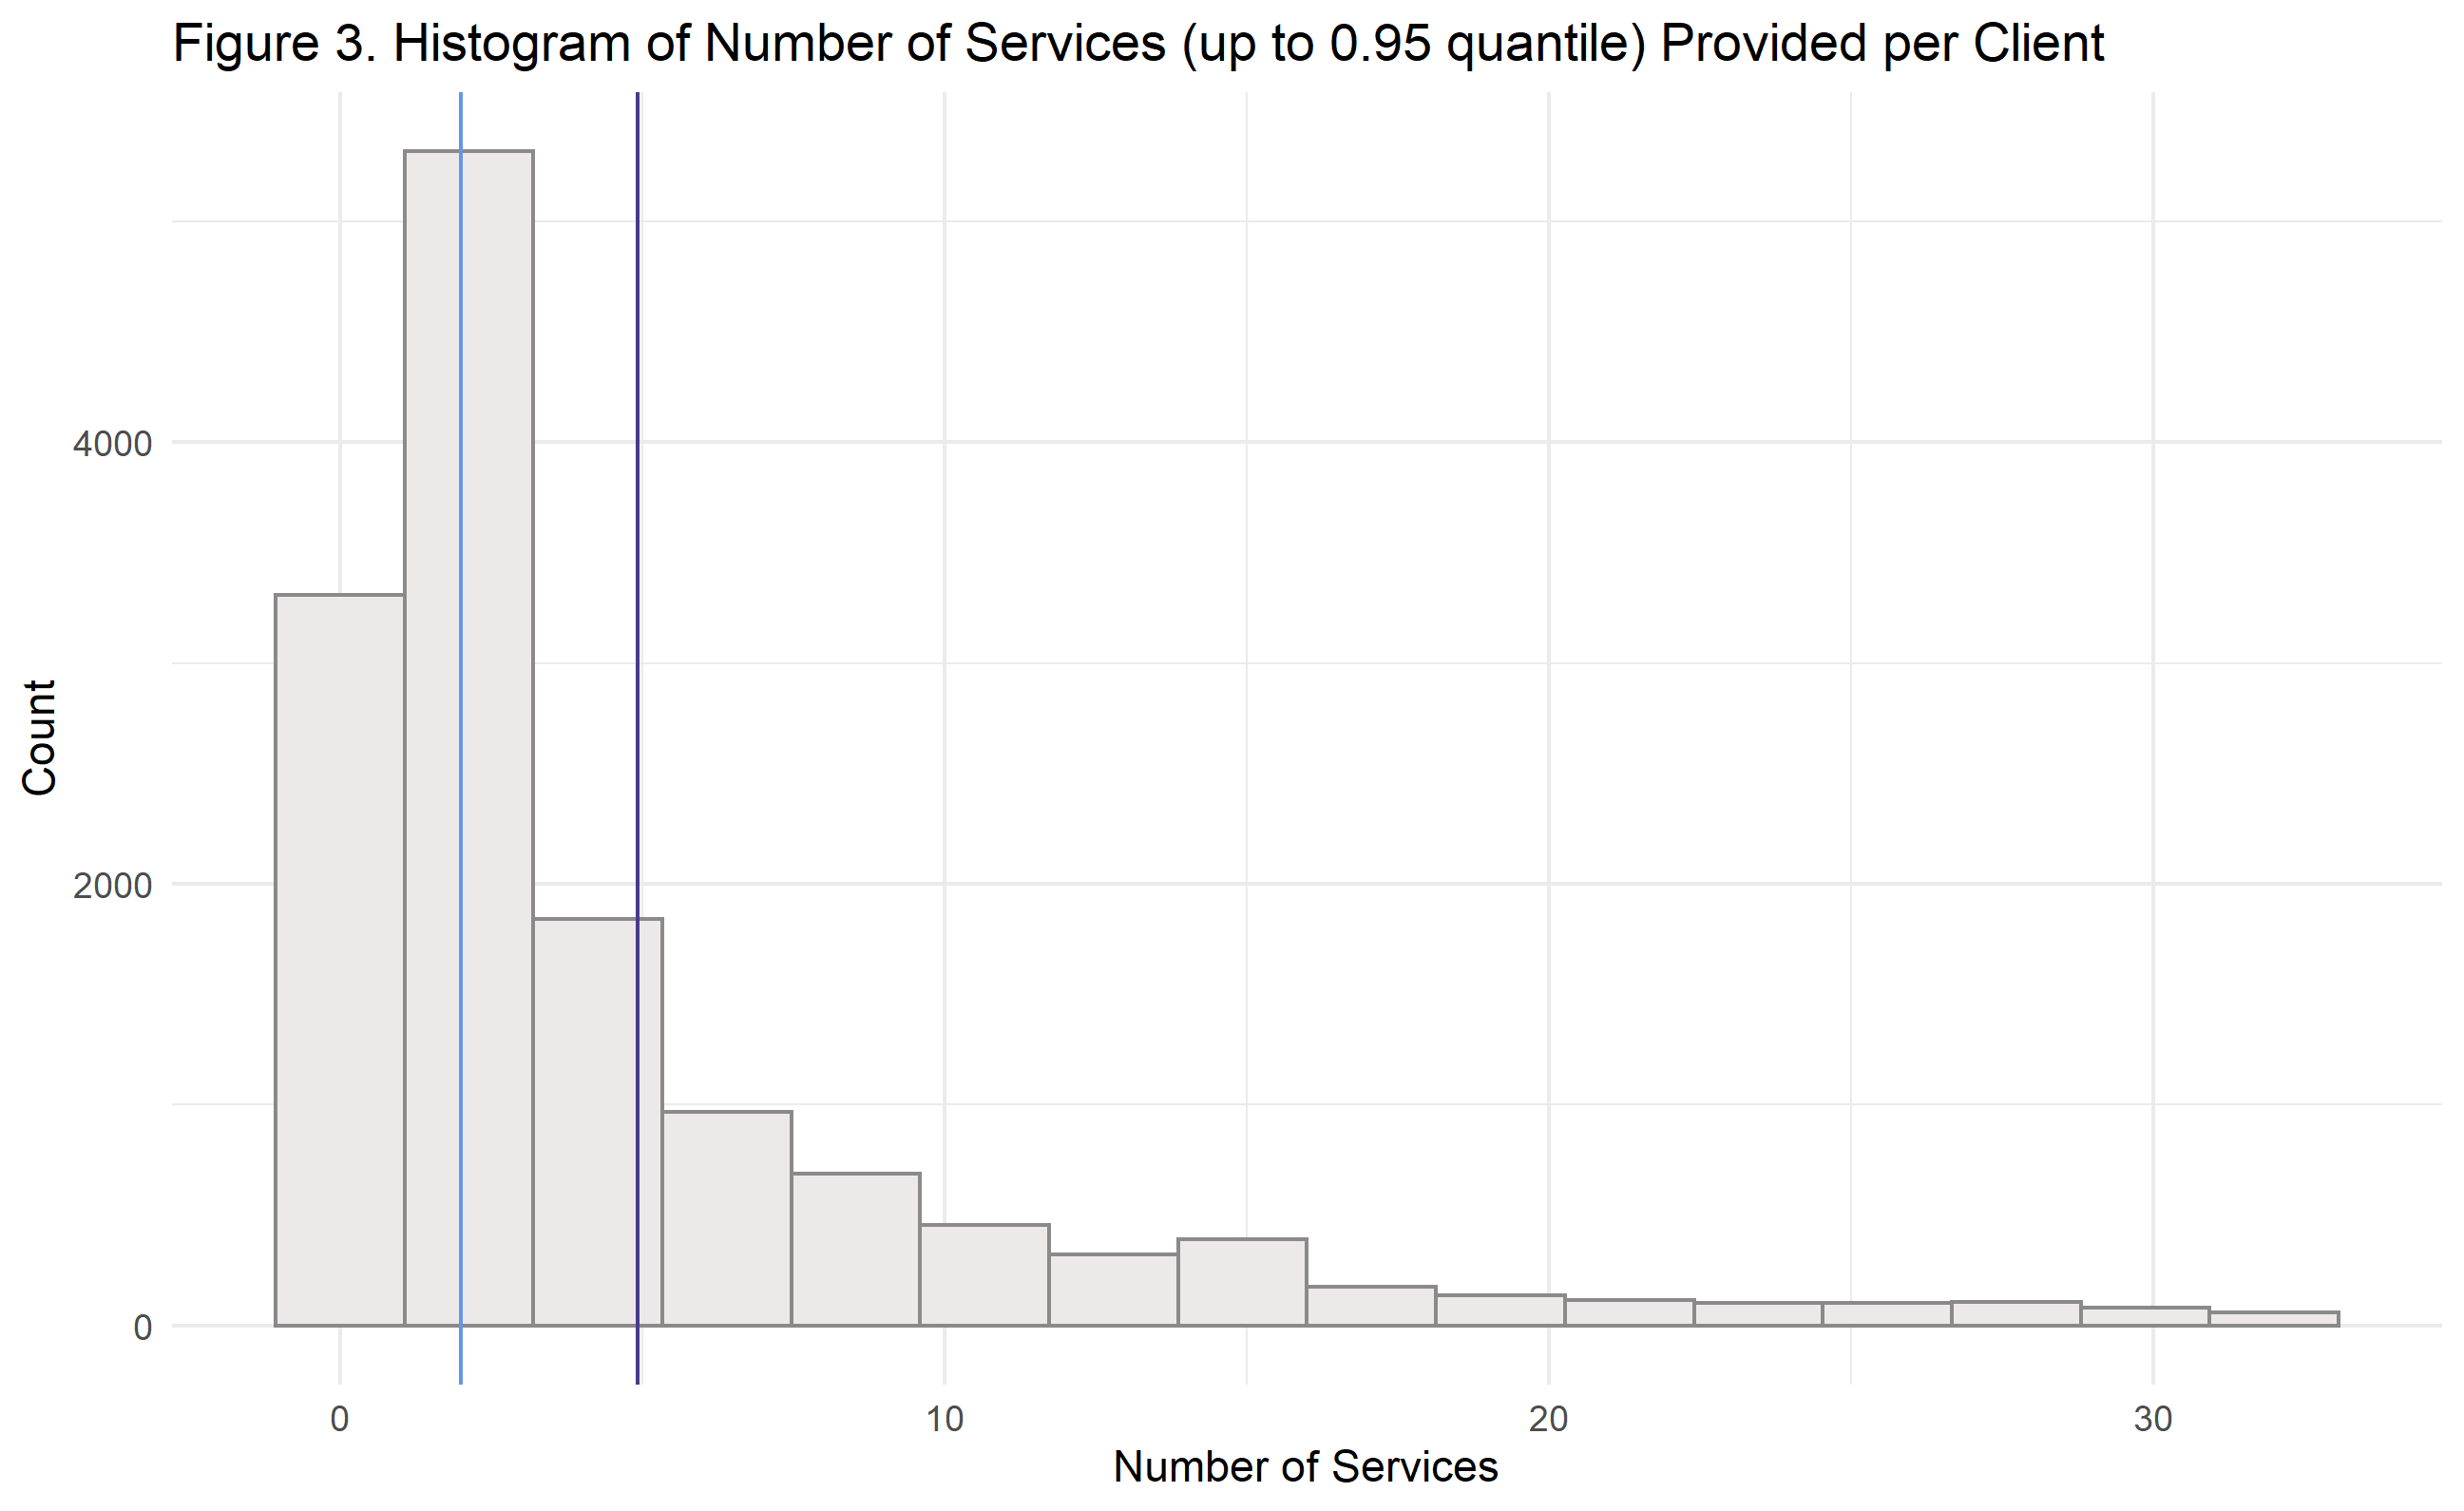 Figure 3. Histogram of Number of Services (up to 0.95 quantile) Provided per Client
Count
4000
2000
0
0 10 20 30
Number of Services